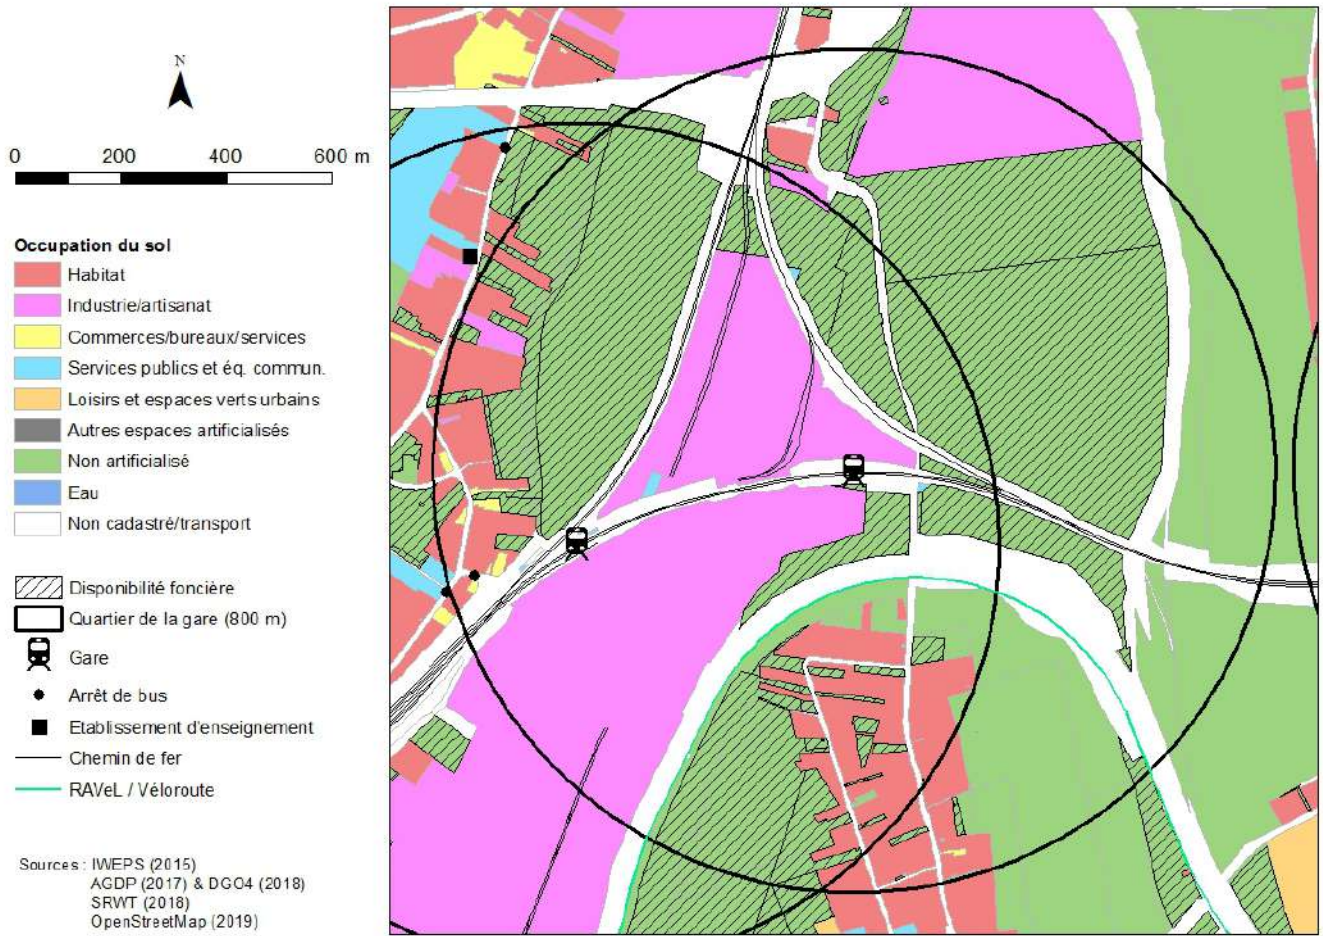 N
0 200 400 600 m
Occupation du sol
Habitat
Industrie/artisanat
Commerces/bureaux/services
Services publics et éq. commun.
Loisirs et espaces verts urbains
Autres espaces artificialisés
Non artificialisé
Eau
Non cadastré/transport
Disponibilité foncière
Quartier de la gare (800 m)
Gare
Arrêt de bus
Etablissement d'enseignement
Chemin de fer
RAVeL / Véloroute
Sources : IWEPS (2015)
AGDP (2017) & DGO4 (2018)
SRWT (2018)
OpenStreetMap (2019)